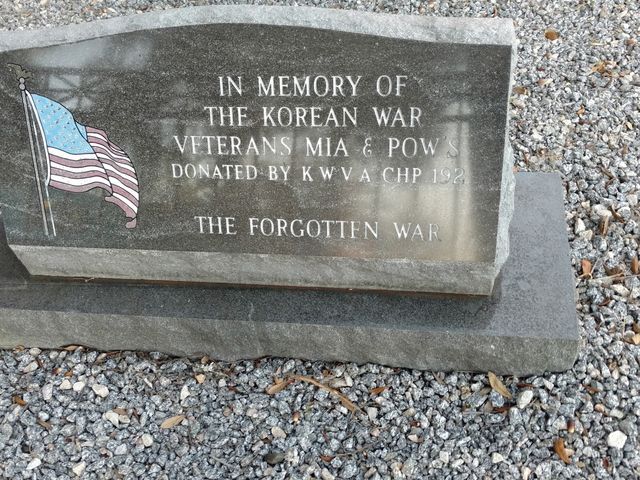 IN MEMORY OF
THE KOREAN WAR
VETERANS MIA & POW'S
DONATED BY K W V A CHP 192
THE FORGOTTEN WAR